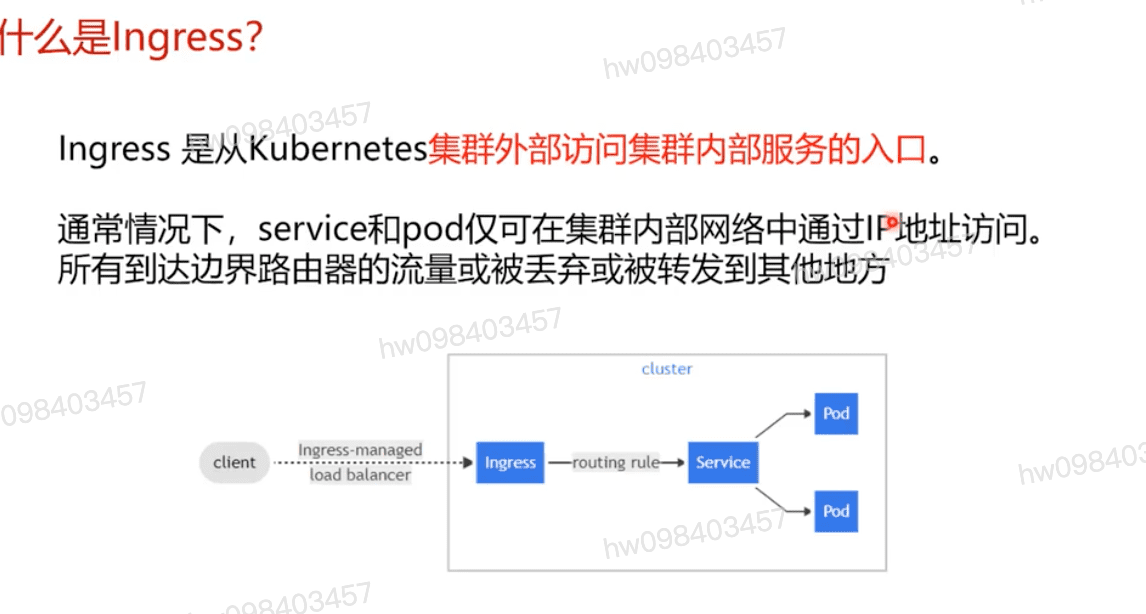 什么是Ingress？
hw098403457
hw098403457
Ingress 是从Kubernetes集群外部访问集群内部服务的入口。
通常情况下，service和pod仅可在集群内部网络中通过IP地址访问。
所有到达边界路由器的流量或被丢弃或被转发到其他地方
hw098403457
cluster
098403457
Pod
client
Ingress-managed
load balancer
Ingress
routing rule
Service
hw098403
Pod
hw098403457
098403457